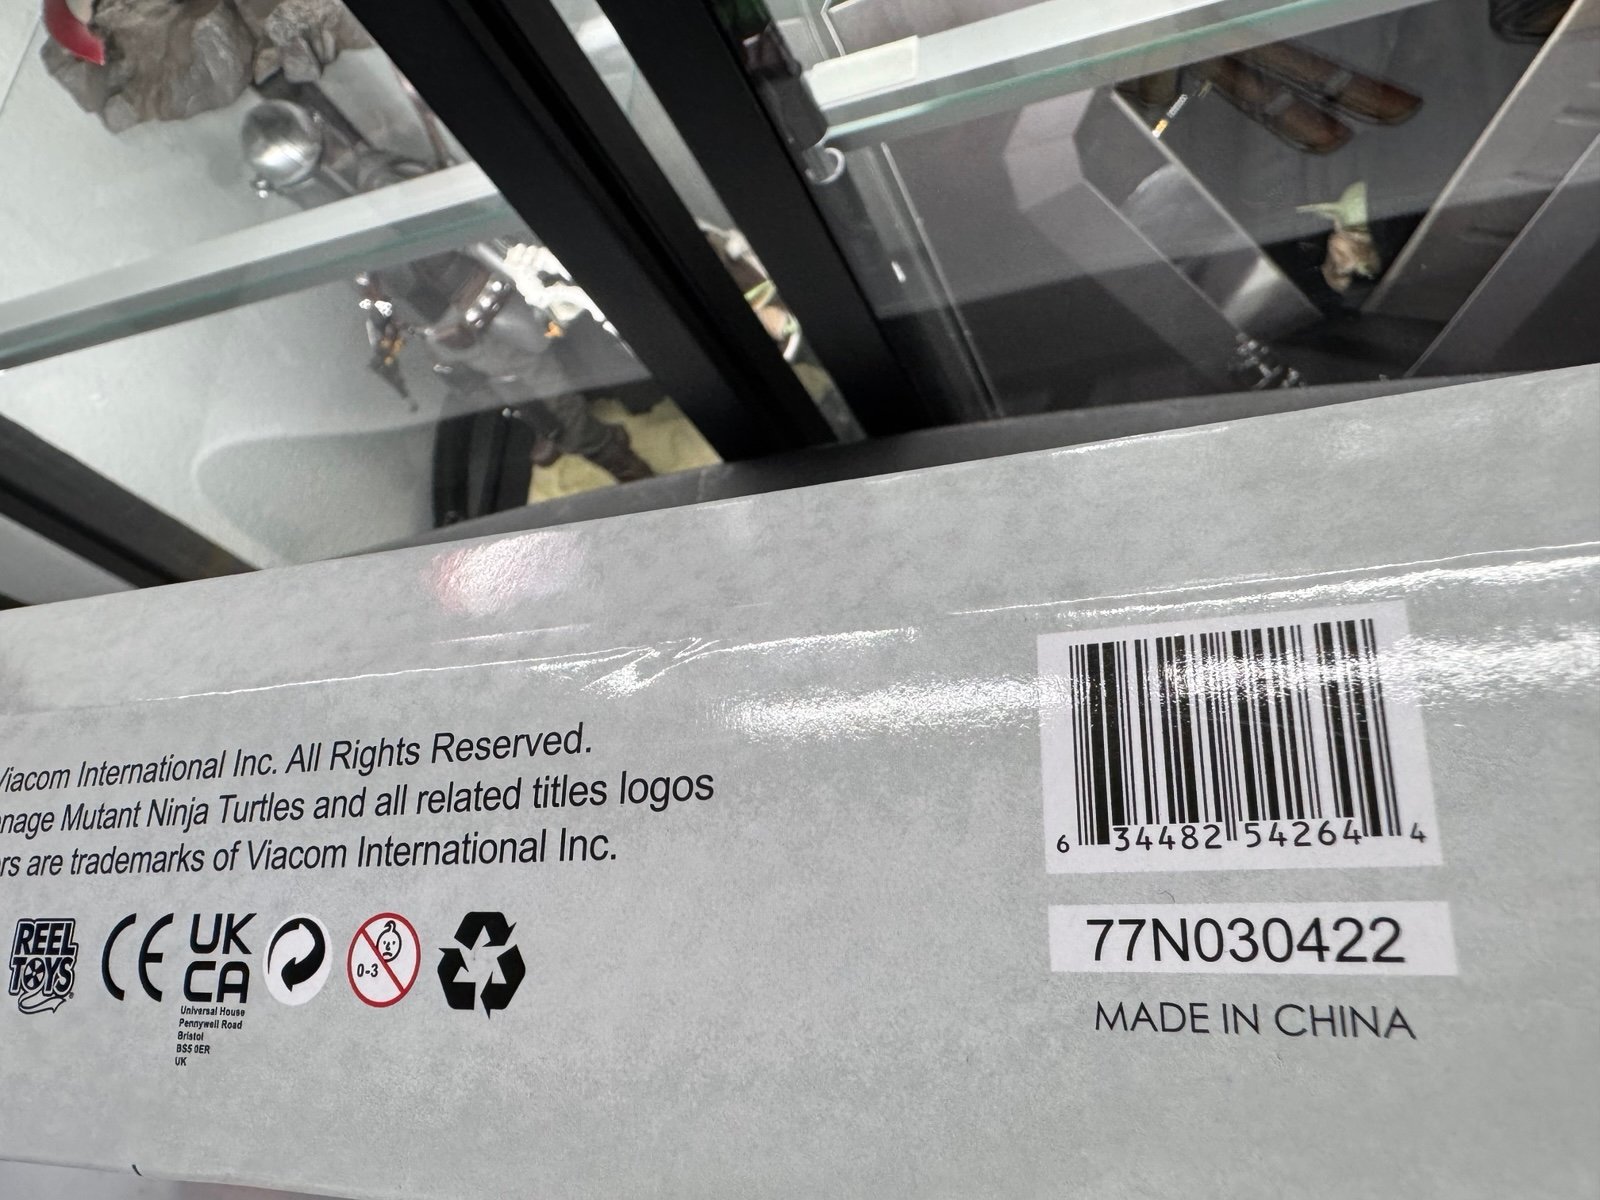 Viacom International Inc. All Rights Reserved.
Mutant Ninja Turtles and all related titles logos
are trademarks of Viacom International Inc.
REEL
TOYS
CE
UK
CA
Universal House
Pennywell Road
Bristol
BS5 0ER
UK
0-3
6 34482 54264 4
77N030422
MADE IN CHINA